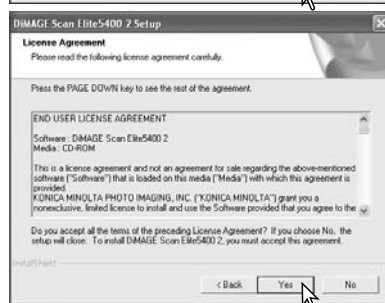 DiMAGE Scan Elite5400 2 Setup
License Agreement
Please read the following license agreement carefully.
Press the PAGE DOWN key to see the rest of the agreement.
END USER LICENSE AGREEMENT
Software : DiMAGE Scan Elite5400 2
Media : CD-ROM
This is a license agreement and not an agreement for sale regarding the above-mentioned
software ("Software") that is loaded on this media ("Media") with which this agreement is
provided.
KONICA MINOLTA PHOTO IMAGING, INC. ("KONICA MINOLTA") grant you a
nonexclusive, limited license to install and use the Software provided that you agree to the
Do you accept all the terms of the preceding License Agreement? If you choose No, the
setup will close. To install DiMAGE Scan Elite5400 2, you must accept this agreement.
InstallShield
< Back Yes No